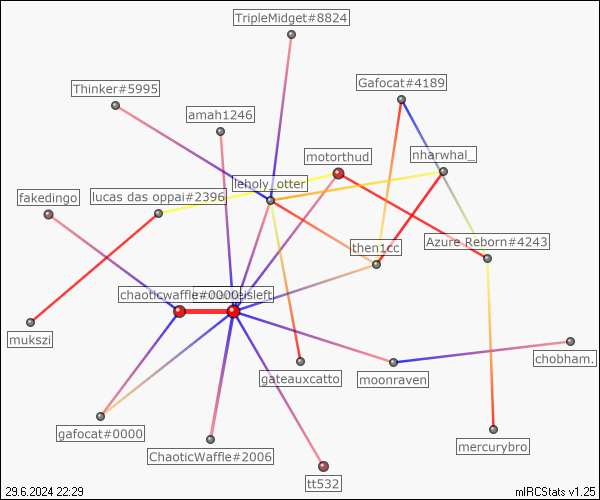 TripleMidget#8824
Gafocat#4189
Thinker#5995
amah1246
motorthud
nharwhal_
leholy_otter
fakedingo
lucas das oppai#2396
then1cc
Azure Reborn#4243
chaoticwaffle#0000
isleft
mukszi
chobham.
gateauxcatto
moonraven
gafocat#0000
mercurybro
ChaoticWaffle#2006
tt532
29.6.2024 22:29
mIRCStats v1.25